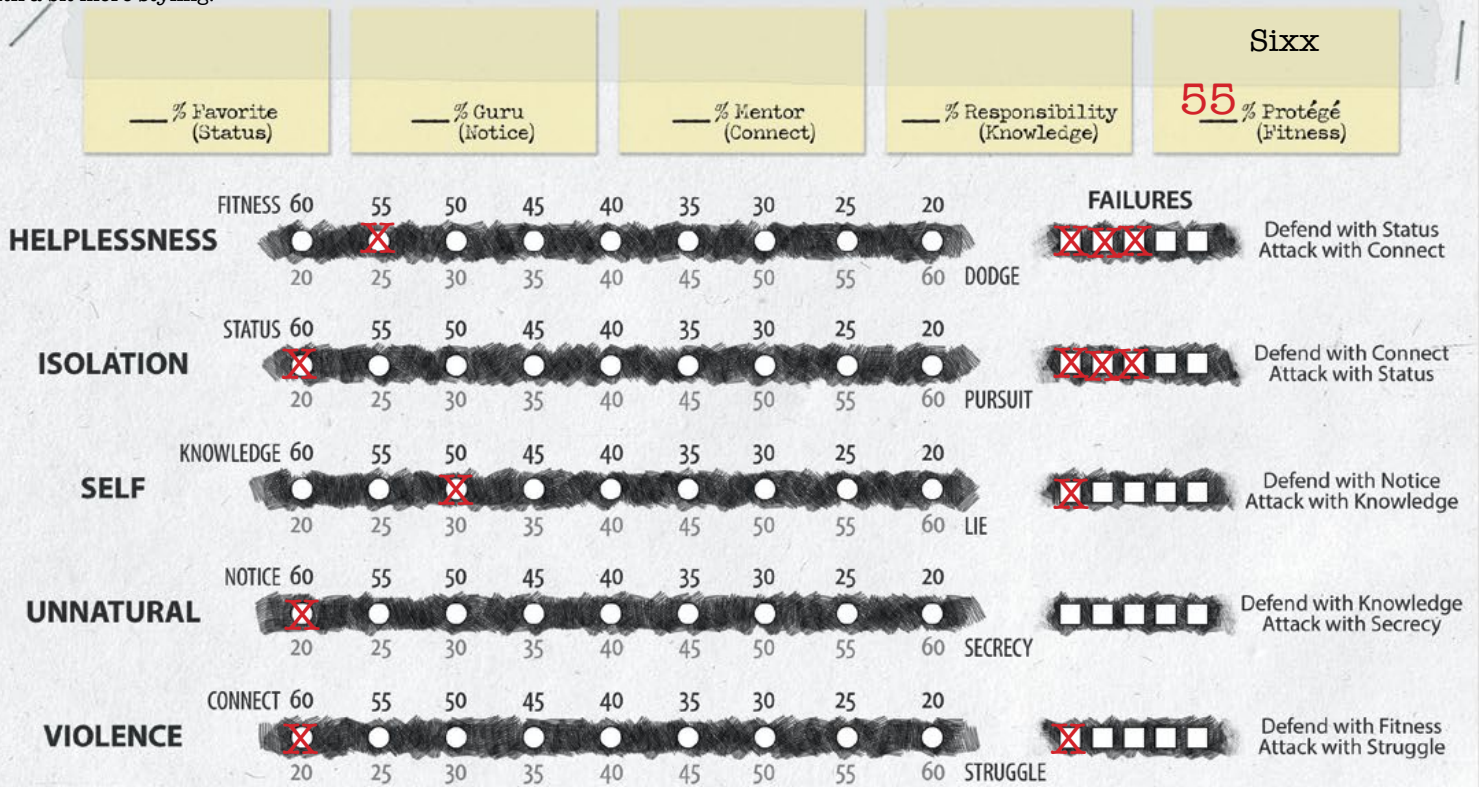 Sixx
% Favorite
(Status)
% Guru
(Notice)
% Mentor
(Connect)
% Responsibility
(Knowledge)
55 % Protégé
(Fitness)
FITNESS 60 55 50 45 40 35 30 25 20
FAILURES
HELPLESSNESS
Defend with Status
Attack with Connect
20 25 30 35 40 45 50 55 60 DODGE
STATUS 60 55 50 45 40 35 30 25 20
ISOLATION
Defend with Connect
Attack with Status
20 25 30 35 40 45 50 55 60 PURSUIT
KNOWLEDGE 60 55 50 45 40 35 30 25 20
SELF
Defend with Notice
Attack with Knowledge
20 25 30 35 40 45 50 55 60 LIE
NOTICE 60 55 50 45 40 35 30 25 20
UNNATURAL
Defend with Knowledge
Attack with Secrecy
20 25 30 35 40 45 50 55 60 SECRECY
CONNECT 60 55 50 45 40 35 30 25 20
VIOLENCE
Defend with Fitness
Attack with Struggle
20 25 30 35 40 45 50 55 60 STRUGGLE